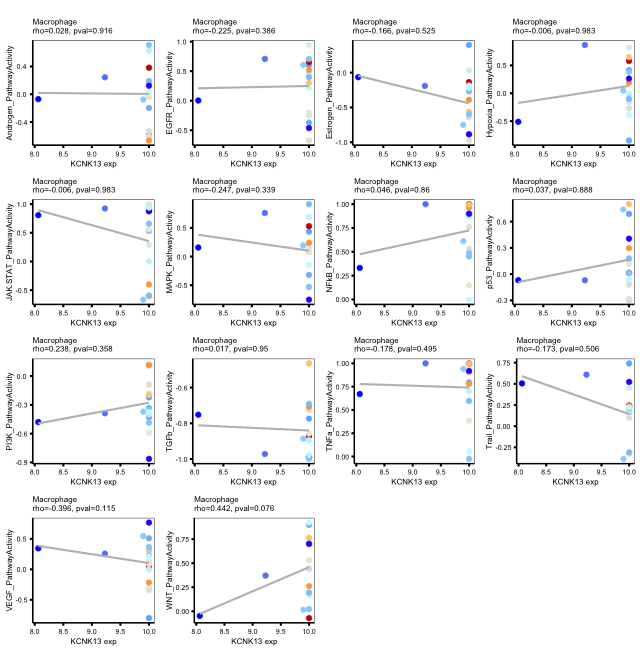 Macrophage
rho=0.028, pval=0.916
Androgen_PathwayActivity
0.4
0.0
-0.4
8.0 8.5 9.0 9.5 10.0
KCNK13 exp
Macrophage
rho=-0.225, pval=0.386
EGFR_PathwayActivity
1.0
0.5
0.0
-0.5
8.0 8.5 9.0 9.5 10.0
KCNK13 exp
Macrophage
rho=-0.166, pval=0.525
Estrogen_PathwayActivity
0.0
-0.5
-1.0
8.0 8.5 9.0 9.5 10.0
KCNK13 exp
Macrophage
rho=-0.006, pval=0.983
Hypoxia_PathwayActivity
0.5
0.0
-0.5
8.0 8.5 9.0 9.5 10.0
KCNK13 exp
Macrophage
rho=-0.006, pval=0.983
JAK-STAT_PathwayActivity
1.0
0.5
0.0
-0.5
8.0 8.5 9.0 9.5 10.0
KCNK13 exp
Macrophage
rho=-0.247, pval=0.339
MAPK_PathwayActivity
0.5
0.0
-0.5
8.0 8.5 9.0 9.5 10.0
KCNK13 exp
Macrophage
rho=0.046, pval=0.86
NFkB_PathwayActivity
1.00
0.75
0.50
0.25
0.00
8.0 8.5 9.0 9.5 10.0
KCNK13 exp
Macrophage
rho=0.037, pval=0.888
p53_PathwayActivity
0.6
0.3
0.0
-0.3
8.0 8.5 9.0 9.5 10.0
KCNK13 exp
Macrophage
rho=0.238, pval=0.358
PI3K_PathwayActivity
0.0
-0.3
-0.6
-0.9
8.0 8.5 9.0 9.5 10.0
KCNK13 exp
Macrophage
rho=0.017, pval=0.95
TGFb_PathwayActivity
-0.6
-0.8
-1.0
8.0 8.5 9.0 9.5 10.0
KCNK13 exp
Macrophage
rho=-0.178, pval=0.495
TNFa_PathwayActivity
1.00
0.75
0.50
0.25
0.00
8.0 8.5 9.0 9.5 10.0
KCNK13 exp
Macrophage
rho=-0.173, pval=0.506
Trail_PathwayActivity
0.75
0.50
0.25
0.00
-0.25
8.0 8.5 9.0 9.5 10.0
KCNK13 exp
Macrophage
rho=-0.396, pval=0.115
VEGF_PathwayActivity
0.5
0.0
-0.5
8.0 8.5 9.0 9.5 10.0
KCNK13 exp
Macrophage
rho=0.442, pval=0.076
WNT_PathwayActivity
0.75
0.50
0.25
0.00
8.0 8.5 9.0 9.5 10.0
KCNK13 exp